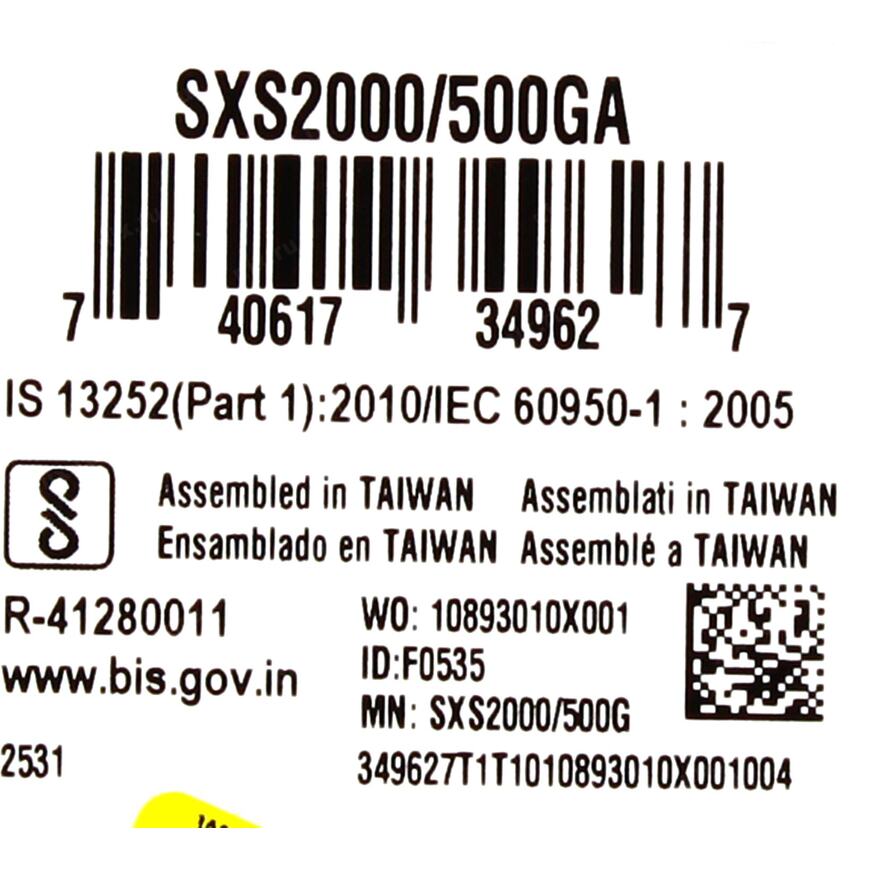 SXS2000/500GA
7 40617 34962 7
IS 13252(Part 1):2010/IEC 60950-1 : 2005
Assembled in TAIWAN Assemblati in TAIWAN
Ensamblado en TAIWAN Assemblé a TAIWAN
R-41280011
www.bis.gov.in
WO: 10893010X001
ID:F0535
MN: SXS2000/500G
2531
349627T1T1010893010X001004